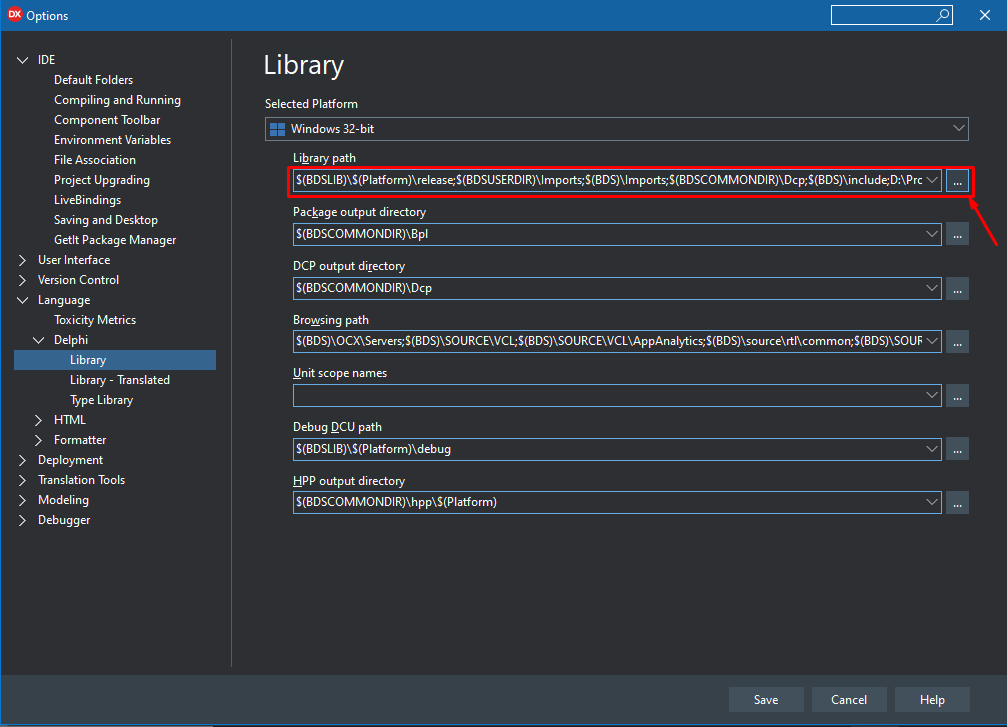 DX Options
IDE
Default Folders
Compiling and Running
Component Toolbar
Environment Variables
File Association
Project Upgrading
LiveBindings
Saving and Desktop
GetIt Package Manager
User Interface
Version Control
Language
Toxicity Metrics
Delphi
Library
Library - Translated
Type Library
HTML
Formatter
Deployment
Translation Tools
Modeling
Debugger
Library
Selected Platform
Windows 32-bit
Library path
$(BDSLIB)\$(Platform)\release;$(BDSUSERDIR)\Imports;$(BDS)\Imports;$(BDSCOMMONDIR)\Dcp;$(BDS)\include;D:\Prc ...
Package output directory
$(BDSCOMMONDIR)\Bpl ...
DCP output directory
$(BDSCOMMONDIR)\Dcp ...
Browsing path
$(BDS)\OCX\Servers;$(BDS)\SOURCE\VCL;$(BDS)\SOURCE\VCL\AppAnalytics;$(BDS)\source\rtl\common;$(BDS)\SOUR ...
Unit scope names
...
Debug DCU path
$(BDSLIB)\$(Platform)\debug ...
HPP output directory
$(BDSCOMMONDIR)\hpp\$(Platform) ...
Save Cancel Help